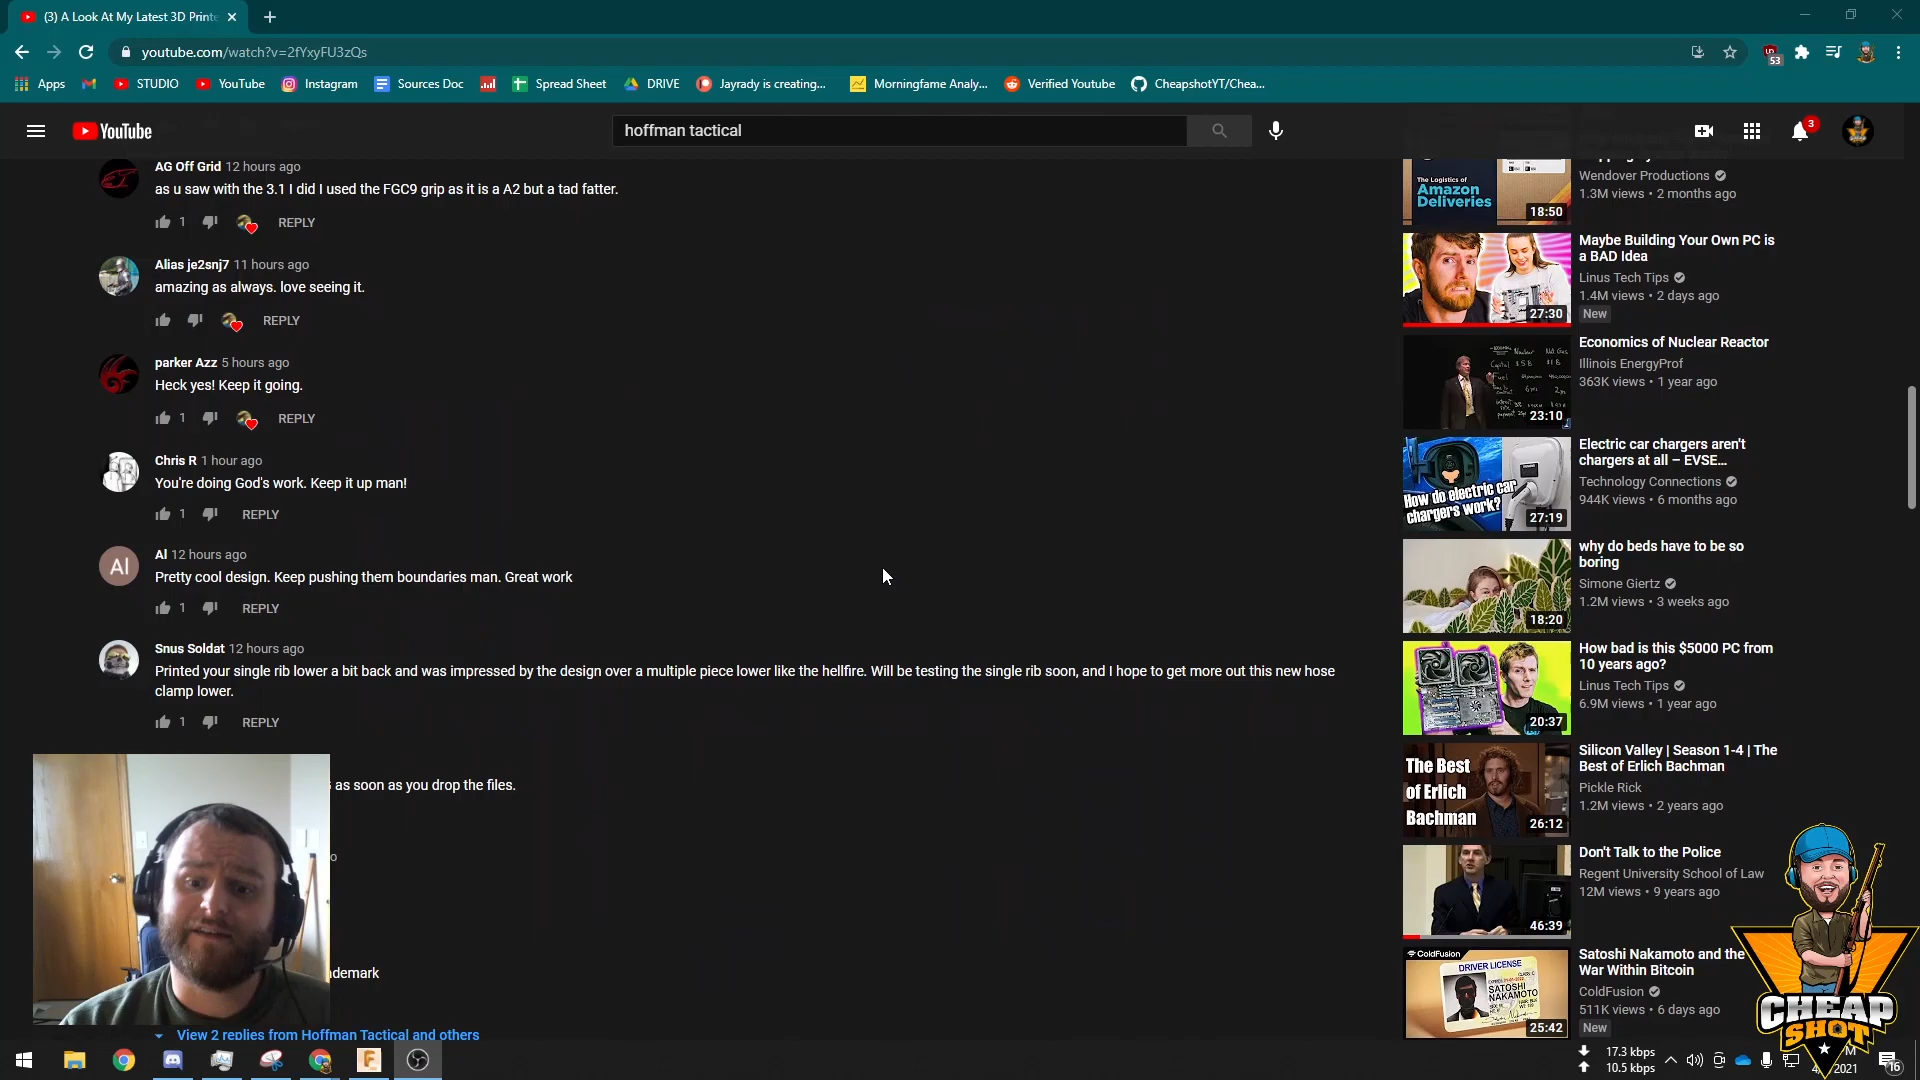 (3) A Look At My Latest 3D Printe
youtube.com/watch?v=2fYxyFU3zQs
53
Apps
STUDIO
YouTube
Instagram
Sources Doc
Spread Sheet
DRIVE
Jayrady is creating...
Morningfame Analy...
Verified Youtube
CheapshotYT/Chea...
YouTube
hoffman tactical
3
AG Off Grid 12 hours ago
as u saw with the 3.1 I did I used the FGC9 grip as it is a A2 but a tad fatter.
1 REPLY
Alias je2snj7 11 hours ago
amazing as always. love seeing it.
REPLY
parker Azz 5 hours ago
Heck yes! Keep it going.
1 REPLY
Chris R 1 hour ago
You're doing God's work. Keep it up man!
1 REPLY
Al
Al 12 hours ago
Pretty cool design. Keep pushing them boundaries man. Great work
1 REPLY
Snus Soldat 12 hours ago
Printed your single rib lower a bit back and was impressed by the design over a multiple piece lower like the hellfire. Will be testing the single rib soon, and I hope to get more out this new hose
clamp lower.
1 REPLY
as soon as you drop the files.
View 2 replies from Hoffman Tactical and others
The Logistics of
Amazon
Deliveries
18:50
Wendover Productions
1.3M views • 2 months ago
27:30
Maybe Building Your Own PC is
a BAD Idea
Linus Tech Tips
1.4M views • 2 days ago
New
23:10
Economics of Nuclear Reactor
Illinois EnergyProf
363K views • 1 year ago
How do electric car
chargers work?
27:19
Electric car chargers aren't
chargers at all – EVSE...
Technology Connections
944K views • 6 months ago
18:20
why do beds have to be so
boring
Simone Giertz
1.2M views • 3 weeks ago
20:37
How bad is this $5000 PC from
10 years ago?
Linus Tech Tips
6.9M views • 1 year ago
The Best
of Erlich
Bachman
26:12
Silicon Valley | Season 1-4 | The
Best of Erlich Bachman
Pickle Rick
1.2M views • 2 years ago
46:39
Don't Talk to the Police
Regent University School of Law
12M views • 9 years ago
ColdFusion
DRIVER LICENSE
SATOSHI
NAKAMOTO
25:42
Satoshi Nakamoto and the
War Within Bitcoin
ColdFusion
511K views • 6 days ago
New
CHEAP
SHOT
17.3 kbps
10.5 kbps
2021
16